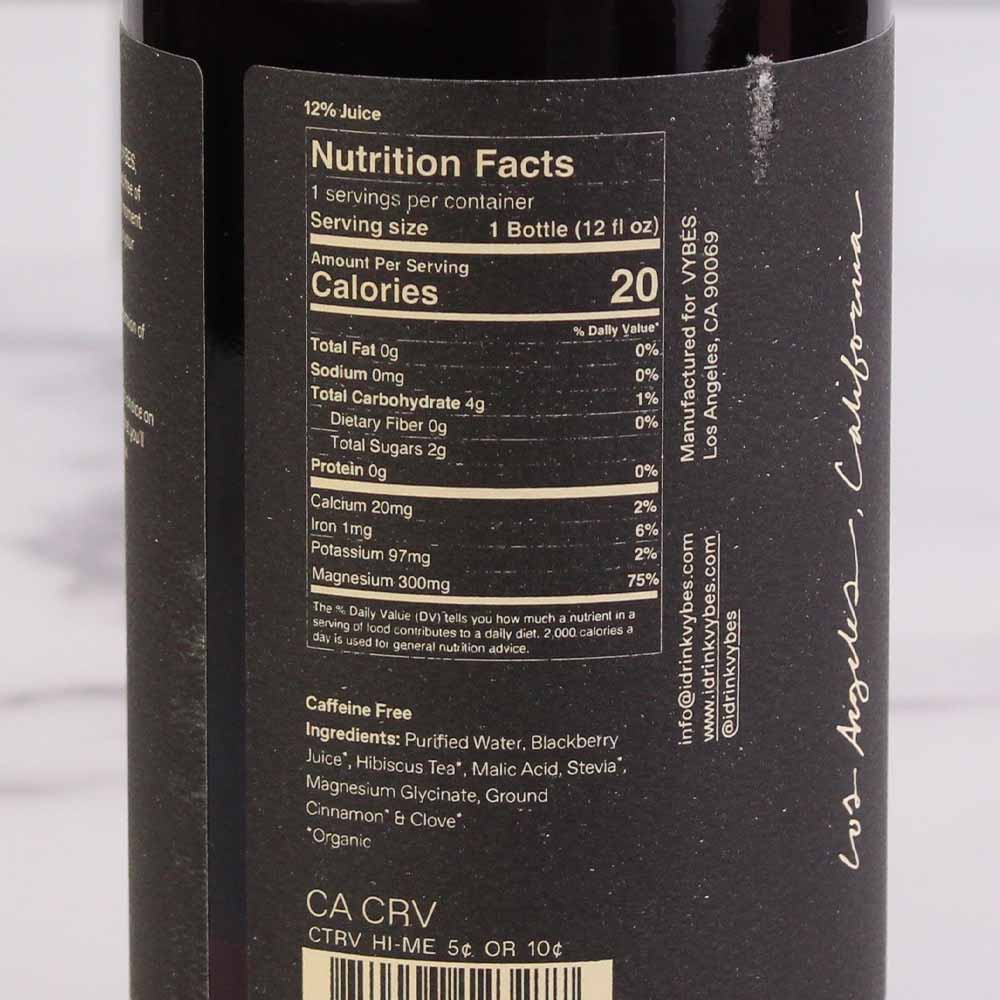 12% Juice
Nutrition Facts
1 servings per container
Serving size 1 Bottle (12 fl oz)
Amount Per Serving
Calories 20
% Daily Value*
Total Fat 0g 0%
Sodium 0mg 0%
Total Carbohydrate 4g 1%
Dietary Fiber 0g 0%
Total Sugars 2g
Protein 0g 0%
Calcium 20mg 2%
Iron 1mg 6%
Potassium 97mg 2%
Magnesium 300mg 75%
The % Daily Value (DV) tells you how much a nutrient in a
serving of food contributes to a daily diet. 2,000 calories a
day is used for general nutrition advice.
Caffeine Free
Ingredients: Purified Water, Blackberry
Juice*, Hibiscus Tea*, Malic Acid, Stevia*,
Magnesium Glycinate, Ground
Cinnamon* & Clove*.
*Organic
CA CRV
CTRV HI-ME 5¢ OR 10¢
Manufactured for VYBES.
Los Angeles, CA 90069
info@idrinkvybes.com
www.idrinkvybes.com
@idrinkvybes
Los Angeles, California
of
of
on
you'll